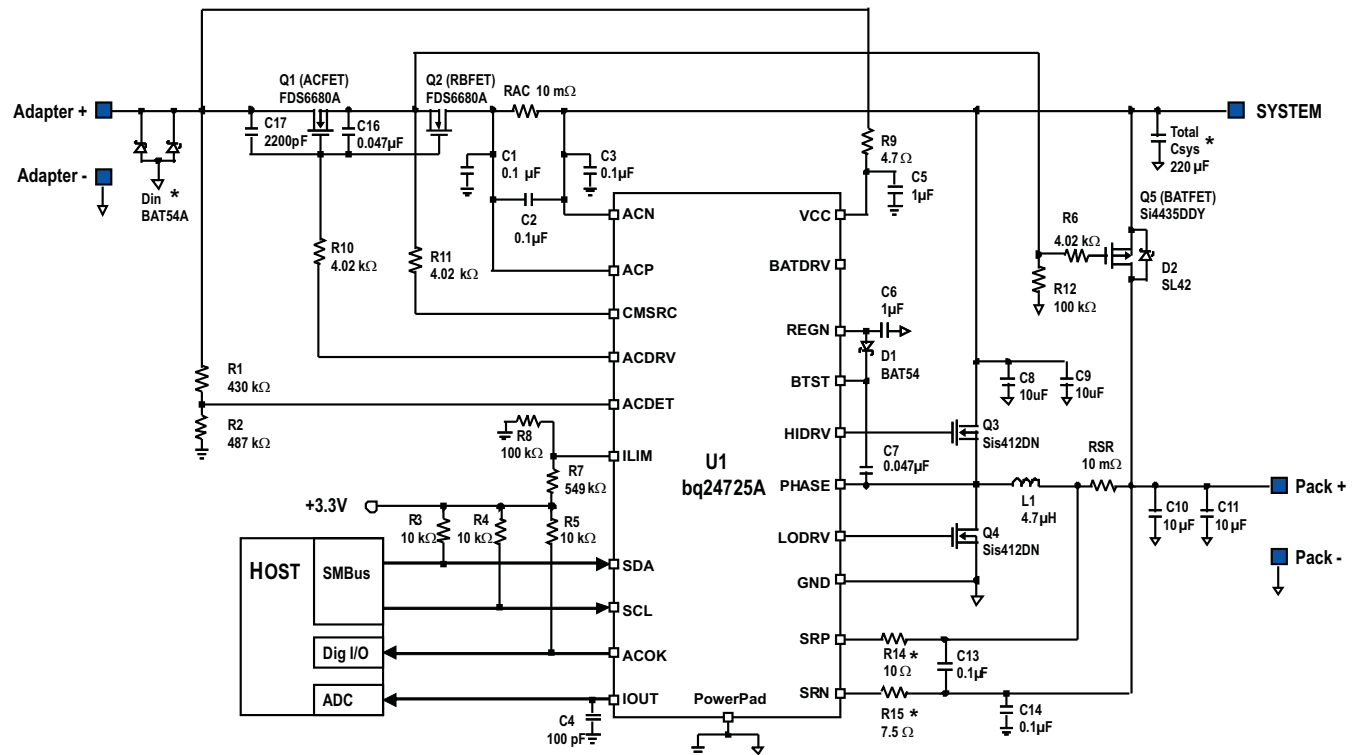 Adapter +
Adapter -
Din *
BAT54A
Q1 (ACFET)
FDS6680A
C17
2200pF
C16
0.047µF
Q2 (RBFET)
FDS6680A
RAC 10 mΩ
C1
0.1 µF
C3
0.1µF
C2
0.1µF
R10
4.02 kΩ
R11
4.02 kΩ
R1
430 kΩ
R2
487 kΩ
R8
100 kΩ
R7
549 kΩ
+3.3V
R3
10 kΩ
R4
10 kΩ
R5
10 kΩ
HOST
SMBus
Dig I/O
ADC
C4
100 pF
ACN
ACP
CMSRC
ACDRV
ACDET
ILIM
SDA
SCL
ACOK
IOUT
U1
bq24725A
PowerPad
VCC
BATDRV
REGN
BTST
HIDRV
PHASE
LODRV
GND
SRP
SRN
R9
4.7 Ω
C5
1µF
C6
1µF
D1
BAT54
C7
0.047µF
Q3
Sis412DN
Q4
Sis412DN
C8
10uF
C9
10uF
L1
4.7µH
RSR
10 mΩ
R14 *
10 Ω
C13
0.1µF
R15 *
7.5 Ω
C14
0.1µF
R6
4.02 kΩ
R12
100 kΩ
Total
Csys *
220 µF
Q5 (BATFET)
Si4435DDY
D2
SL42
C10
10 µF
C11
10 µF
SYSTEM
Pack +
Pack -